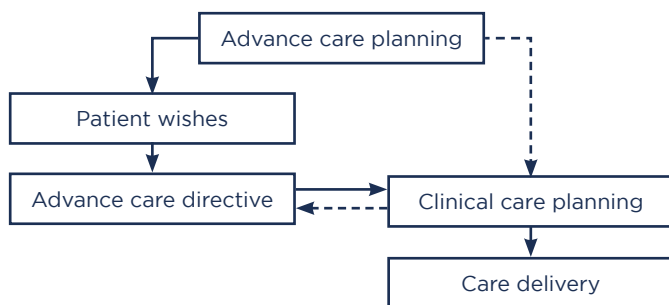 Advance care planning
Patient wishes
Advance care directive
Clinical care planning
Care delivery